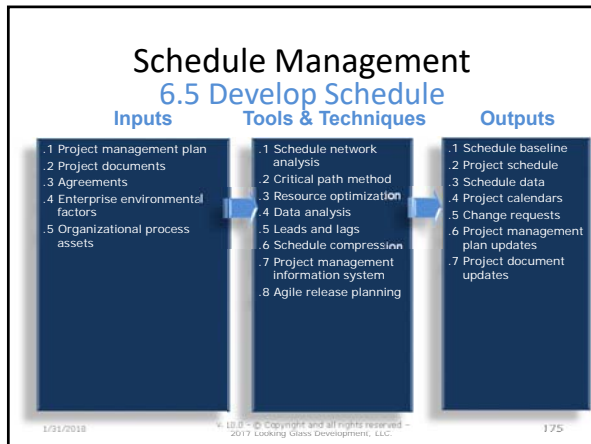 Schedule Management
6.5 Develop Schedule
Inputs
.1 Project management plan
.2 Project documents
.3 Agreements
.4 Enterprise environmental
factors
.5 Organizational process
assets
Tools & Techniques
.1 Schedule network
analysis
.2 Critical path method
.3 Resource optimization
.4 Data analysis
.5 Leads and lags
.6 Schedule compression
.7 Project management
information system
.8 Agile release planning
Outputs
.1 Schedule baseline
.2 Project schedule
.3 Schedule data
.4 Project calendars
.5 Change requests
.6 Project management
plan updates
.7 Project document
updates
1/31/2018
v. 10.0 - © Copyright and all rights reserved –
2017 Looking Glass Development, LLC.
175